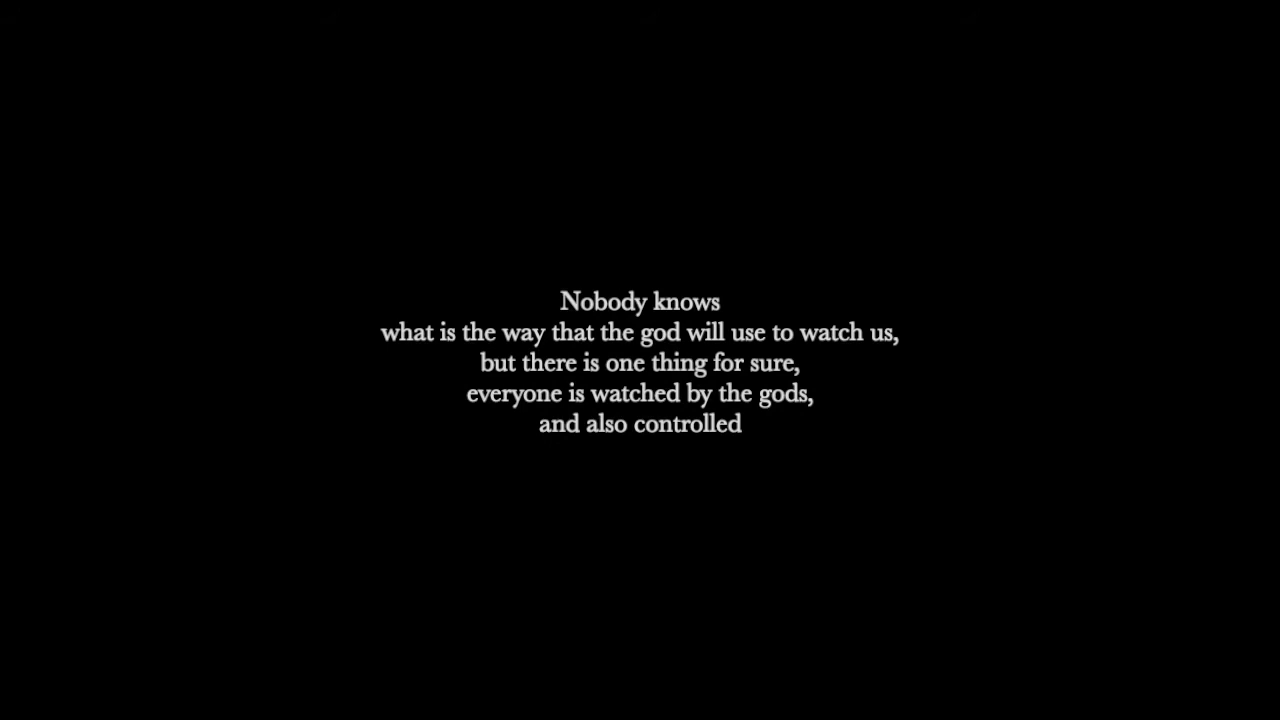 Nobody knows
what is the way that the god will use to watch us,
but there is one thing for sure,
everyone is watched by the gods,
and also controlled